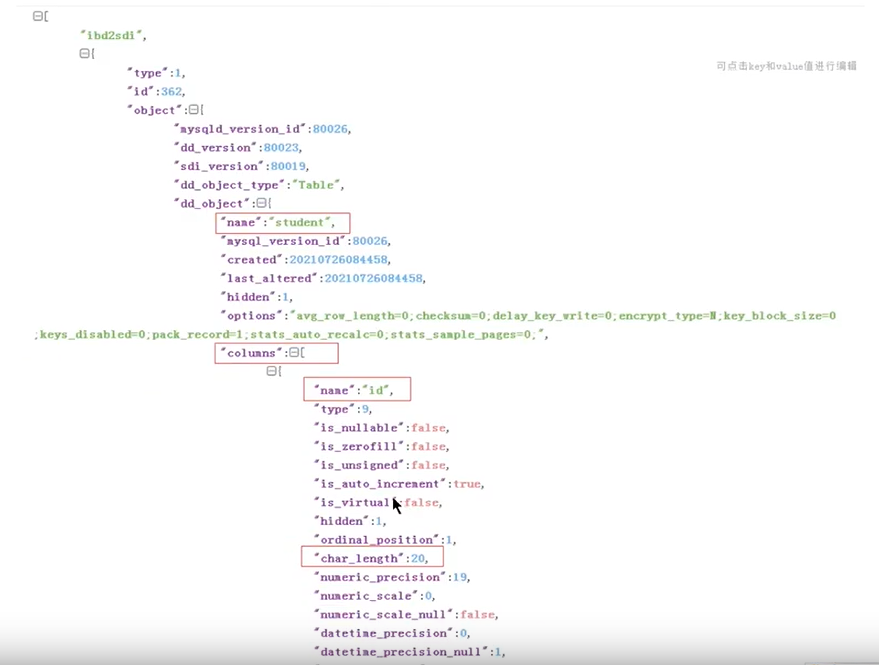 [
"ibd2sdi",
{
可点击key和value值进行编辑
"type":1,
"id":362,
"object":{
"mysqld_version_id":80026,
"dd_version":80023,
"sdi_version":80019,
"dd_object_type":"Table",
"dd_object":{
"name":"student",
"mysql_version_id":80026,
"created":20210726084458,
"last_altered":20210726084458,
"hidden":1,
"options":"avg_row_length=0;checksum=0;delay_key_write=0;encrypt_type=N;key_block_size=0
;keys_disabled=0;pack_record=1;stats_auto_recalc=0;stats_sample_pages=0;",
"columns":[
{
"name":"id",
"type":9,
"is_nullable":false,
"is_zerofill":false,
"is_unsigned":false,
"is_auto_increment":true,
"is_virtual":false,
"hidden":1,
"ordinal_position":1,
"char_length":20,
"numeric_precision":19,
"numeric_scale":0,
"numeric_scale_null":false,
"datetime_precision":0,
"datetime_precision_null":1,